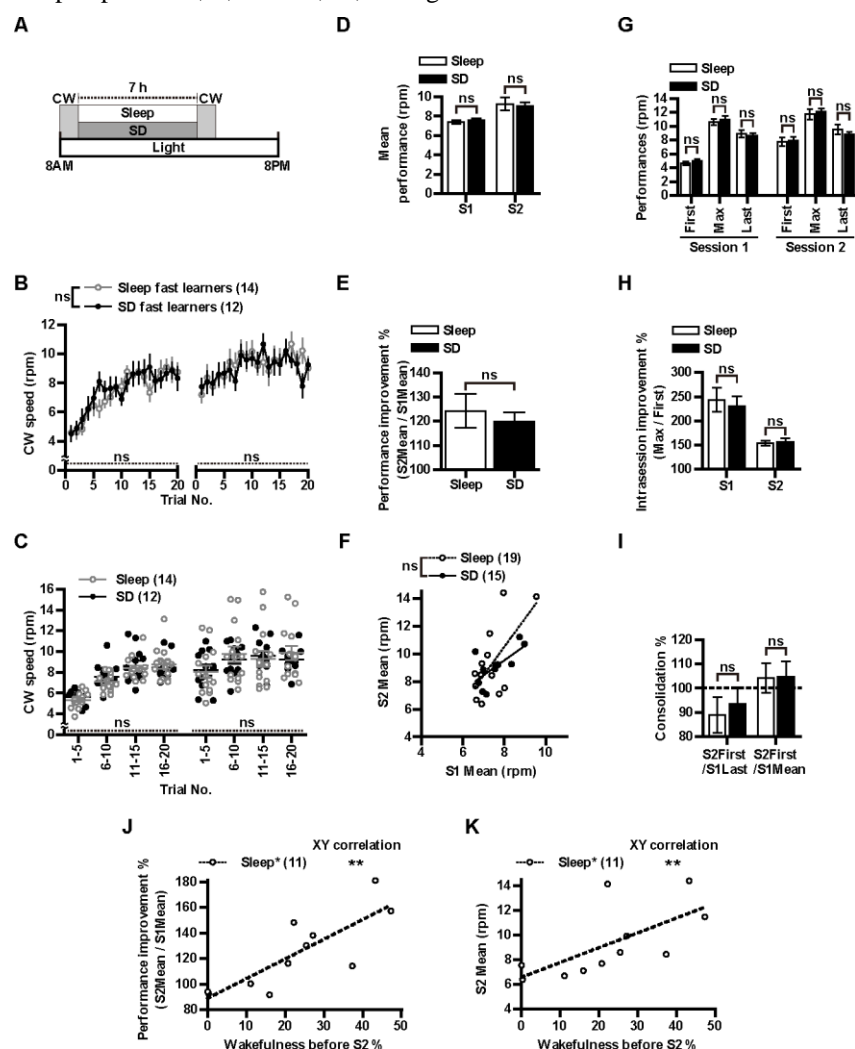 A
7 h
CW
CW
Sleep
SD
Light
8AM
8PM
D
Sleep
SD
ns
ns
Mean
performance (rpm)
10
8
6
4
2
0
S1
S2
G
Sleep
SD
ns
ns
ns
ns
ns
ns
Performances (rpm)
14
12
10
8
6
4
2
0
First
Max
Last
First
Max
Last
Session 1
Session 2
B
ns
Sleep fast learners (14)
SD fast learners (12)
CW speed (rpm)
12
10
8
6
4
0
ns
ns
0
5
10
15
20
0
5
10
15
20
Trial No.
E
Sleep
SD
ns
Performance improvement %
(S2Mean / S1Mean)
140
130
120
110
100
Sleep
SD
H
Sleep
SD
ns
ns
Intrasession improvement %
(Max / First)
300
250
200
150
100
S1
S2
C
Sleep (14)
SD (12)
CW speed (rpm)
16
14
12
10
8
6
4
0
ns
ns
1-5
6-10
11-15
16-20
1-5
6-10
11-15
16-20
Trial No.
F
ns
Sleep (19)
SD (15)
S2 Mean (rpm)
14
12
10
8
6
4
4
6
8
10
S1 Mean (rpm)
I
ns
ns
Consolidation %
120
110
100
90
80
S2First
/S1Last
S2First
/S1Mean
J
XY correlation
Sleep* (11)
**
Performance improvement %
(S2Mean / S1Mean)
180
160
140
120
100
80
0
10
20
30
40
50
Wakefulness before S2 %
K
XY correlation
Sleep* (11)
**
S2 Mean (rpm)
14
12
10
8
6
4
0
10
20
30
40
50
Wakefulness before S2 %